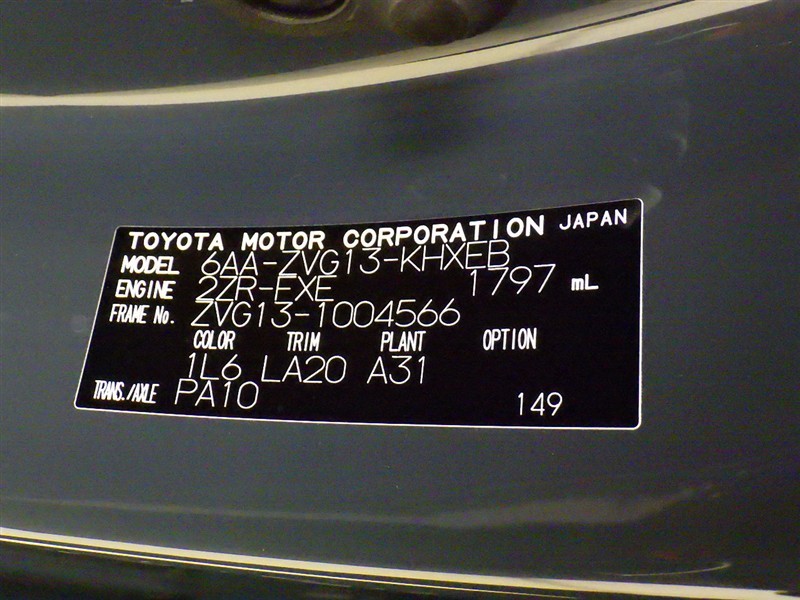 TOYOTA MOTOR CORPORATION JAPAN
MODEL 6AA-ZVG13-KHXEB
ENGINE 2ZR-FXE 1797 mL
FRAME No. ZVG13-1004566
COLOR TRIM PLANT OPTION
1L6 LA20 A31
TRANS./AXLE PA10 149